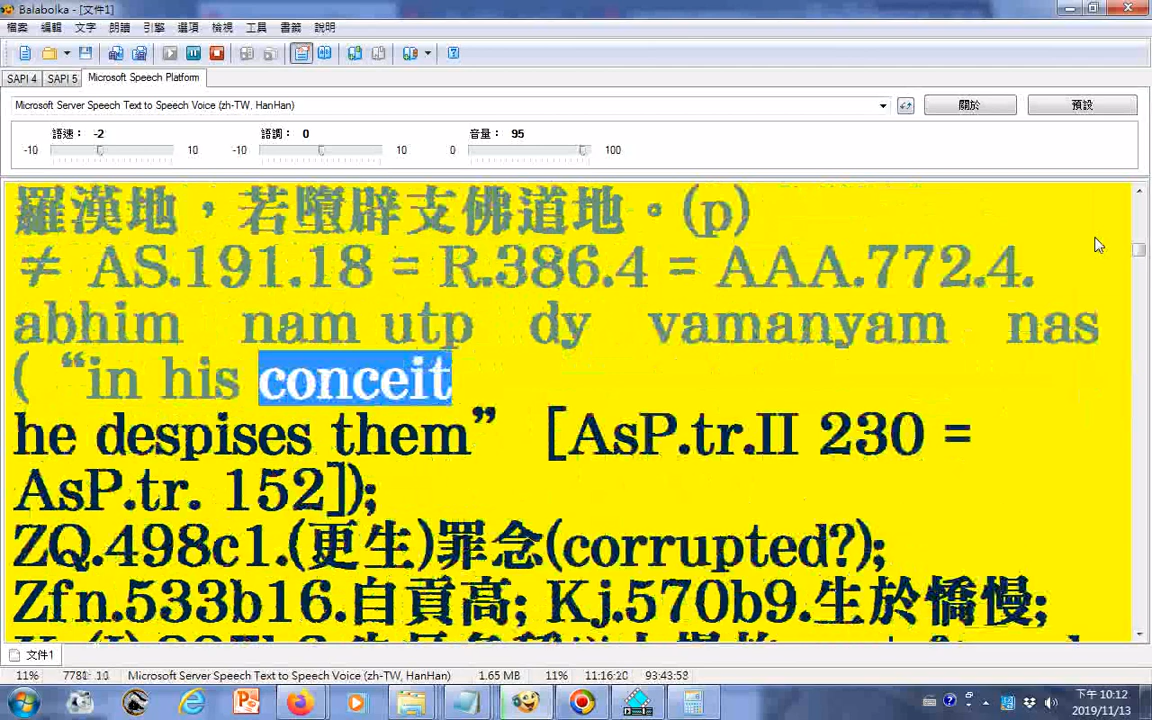 Balabolka - [文件1]
檔案 編輯 文字 朗讀 引擎 選項 檢視 工具 書籤 說明
SAPI 4 SAPI 5 Microsoft Speech Platform
Microsoft Server Speech Text to Speech Voice (zh-TW, HanHan) 關於 預設
語速： -2 語調： 0 音量： 95
-10 10 -10 10 0 100
羅漢地，若墮辟支佛道地。(p)
≠ AS.191.18 = R.386.4 = AAA.772.4.
abhim nam utp dy vamanyam nas
( “in his conceit
he despises them” [AsP.tr.II 230 =
AsP.tr. 152]);
ZQ.498c1.(更生)罪念(corrupted?);
Zfn.533b16.自貢高; Kj.570b9.生於憍慢;
文件1
11% 7781: 10 Microsoft Server Speech Text to Speech Voice (zh-TW, HanHan) 1.65 MB 11% 11:16:20 93:43:58
下午 10:12
2019/11/13